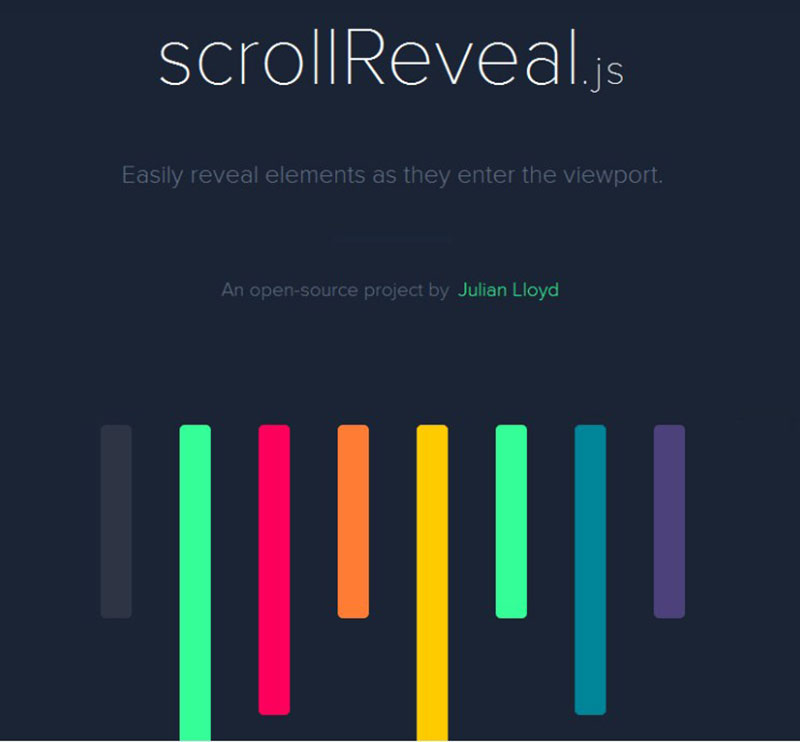 scrollReveal.js
Easily reveal elements as they enter the viewport.
An open-source project by Julian Lloyd